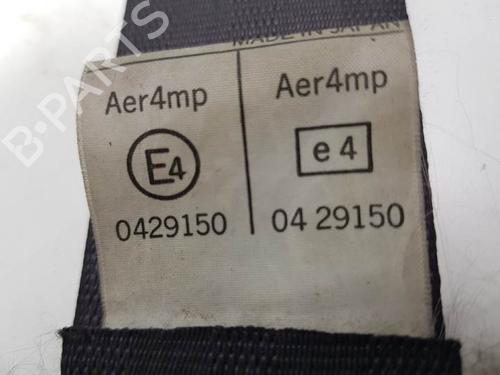 MADE IN JAPAN
Aer4mp
E4
0429150
Aer4mp
e 4
04 29150
B-PARTS